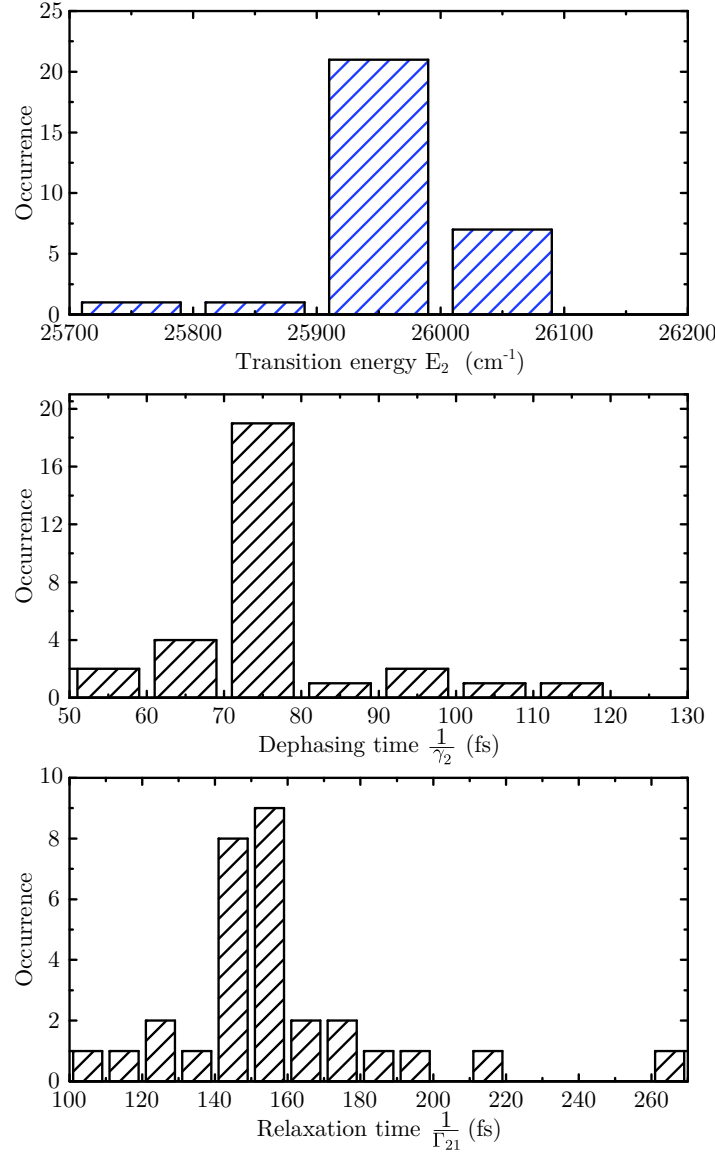 25
20
15
10
5
0
Occurrence
25700 25800 25900 26000 26100 26200
Transition energy E₂ (cm⁻¹)
20
16
12
8
4
0
Occurrence
50 60 70 80 90 100 110 120 130
Dephasing time 1/γ₂ (fs)
10
8
6
4
2
0
Occurrence
100 120 140 160 180 200 220 240 260
Relaxation time 1/Γ₂₁ (fs)